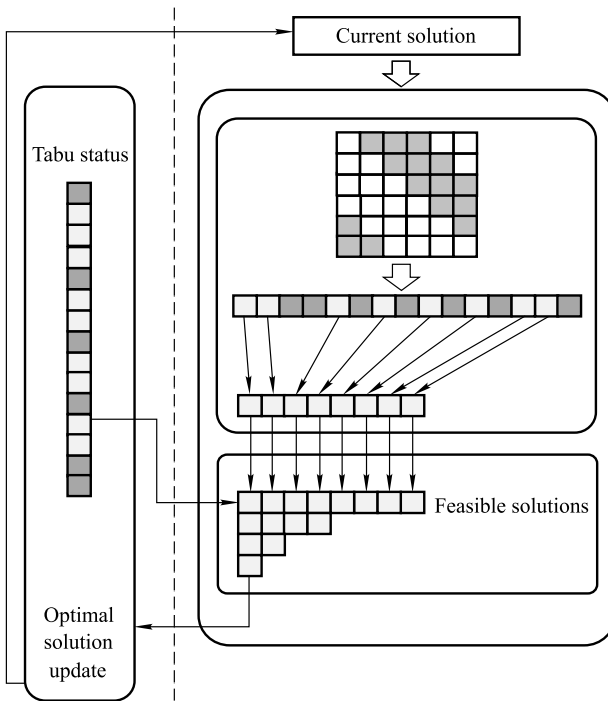 Current solution
Tabu status
Feasible solutions
Optimal
solution
update